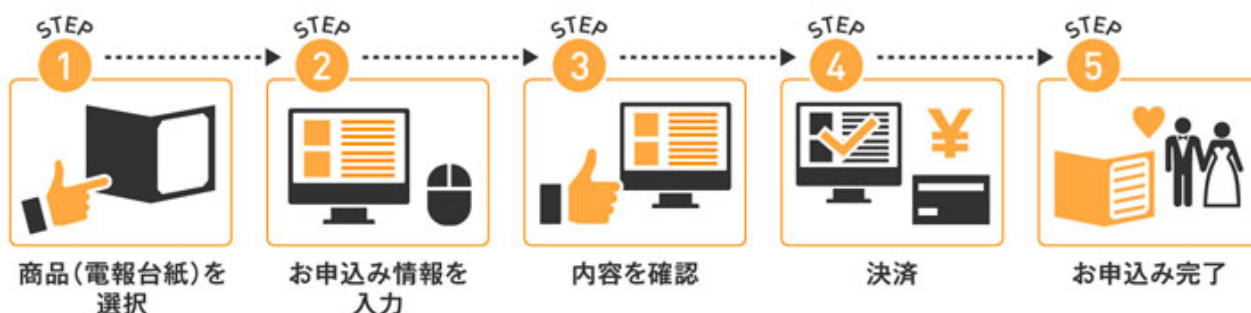 STEP
1
STEP
2
STEP
3
STEP
4
STEP
5
¥
商品(電報台紙)を
選択
お申込み情報を
入力
内容を確認
決済
お申込み完了